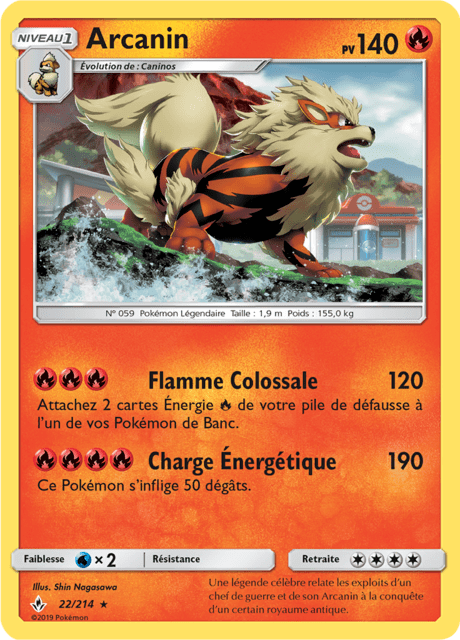 NIVEAU 1
Arcanin
PV 140
Évolution de : Caninos
N° 059 Pokémon Légendaire Taille : 1,9 m Poids : 155,0 kg
Flamme Colossale 120
Attachez 2 cartes Énergie de votre pile de défausse à
l'un de vos Pokémon de Banc.
Charge Énergétique 190
Ce Pokémon s'inflige 50 dégâts.
Faiblesse ×2 Résistance Retraite
Illus. Shin Nagasawa
22/214 ★
©2019 Pokémon
Une légende célèbre relate les exploits d'un
chef de guerre et de son Arcanin à la conquête
d'un certain royaume antique.